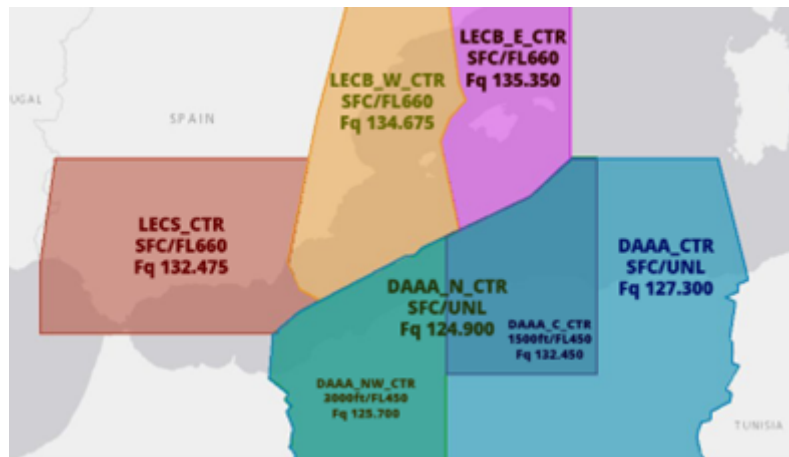 LECB_E_CTR
SFC/FL660
Fq 135.350
LECB_W_CTR
SFC/FL660
Fq 134.675
UGAL
SPAIN
LECS_CTR
SFC/FL660
Fq 132.475
DAAA_CTR
SFC/UNL
Fq 127.300
DAAA_N_CTR
SFC/UNL
Fq 124.900
DAAA_C_CTR
1500ft/FL450
Fq 132.450
DAAA_NW_CTR
3000ft/FL450
Fq 125.700
TUNISIA